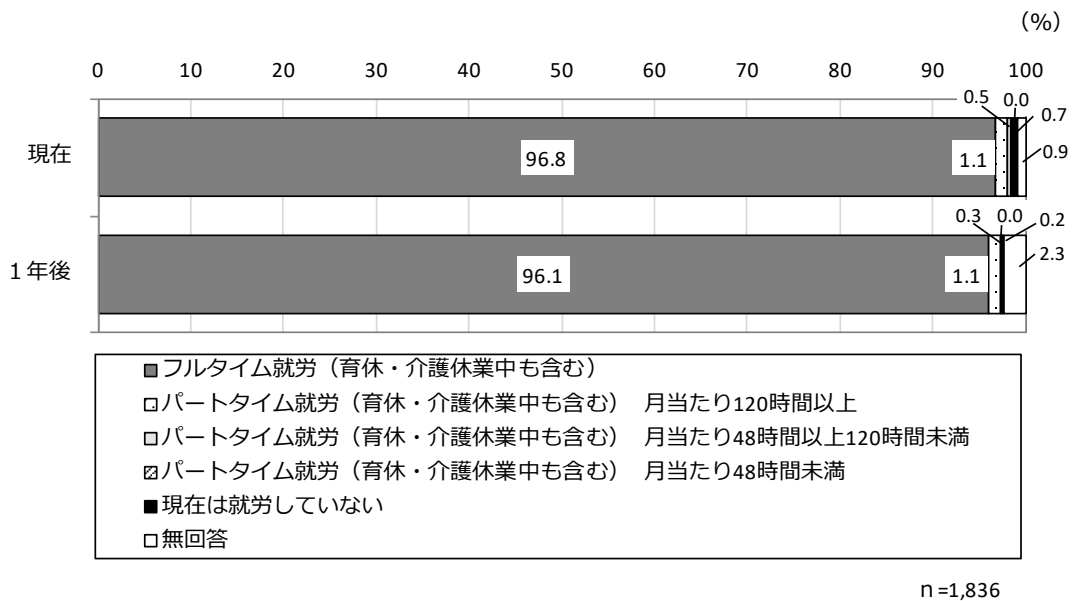 （%）
0 10 20 30 40 50 60 70 80 90 100
0.5 0.0 0.7
現在 96.8 1.1 0.9
0.3 0.0 0.2
１年後 96.1 1.1 2.3
フルタイム就労（育休・介護休業中も含む）
パートタイム就労（育休・介護休業中も含む）　月当たり120時間以上
パートタイム就労（育休・介護休業中も含む）　月当たり48時間以上120時間未満
パートタイム就労（育休・介護休業中も含む）　月当たり48時間未満
現在は就労していない
無回答
n =1,836